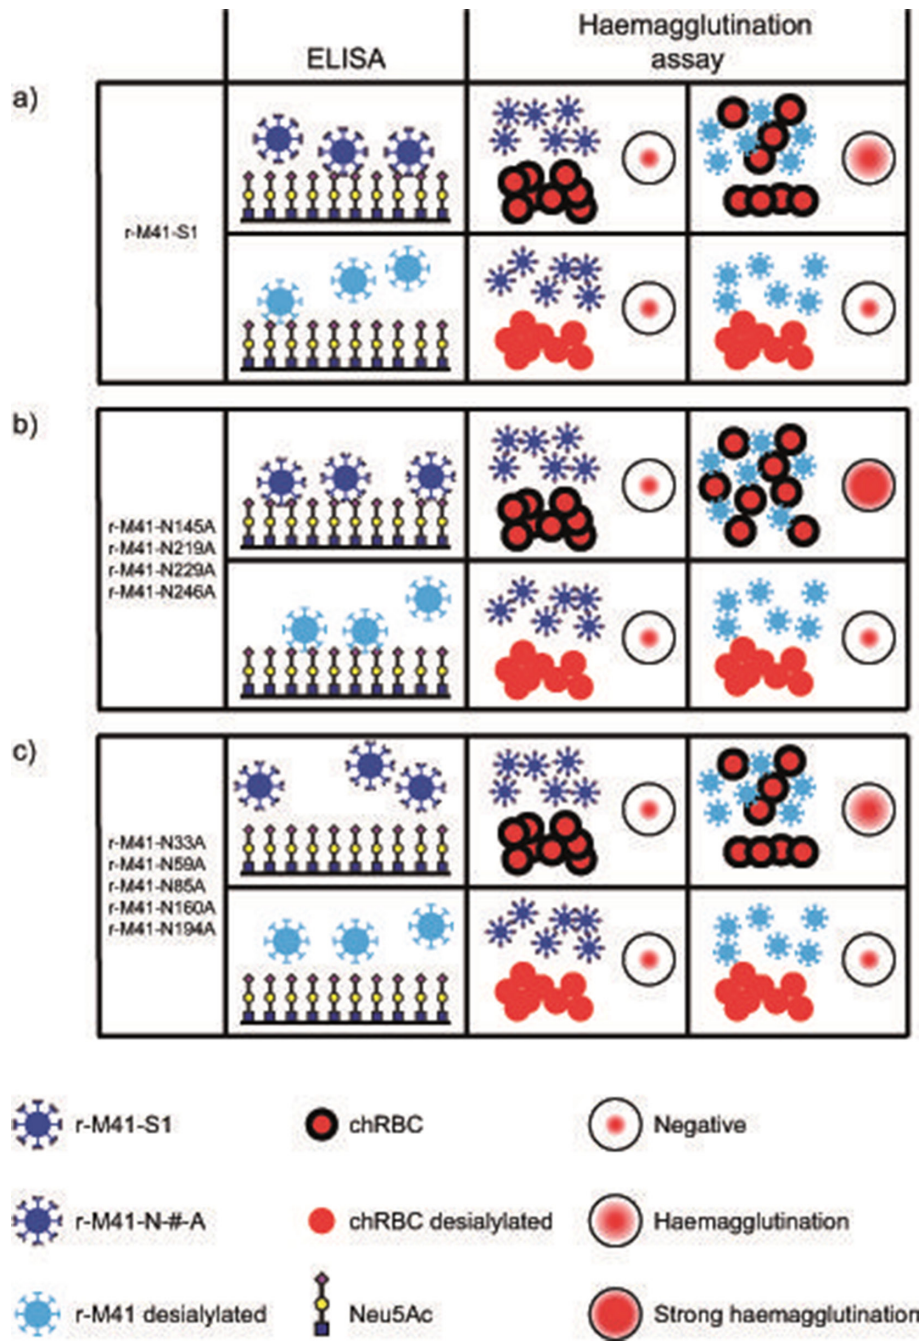 ELISA
Haemagglutination
assay
a)
r-M41-S1
b)
r-M41-N145A
r-M41-N219A
r-M41-N229A
r-M41-N246A
c)
r-M41-N33A
r-M41-N59A
r-M41-N85A
r-M41-N160A
r-M41-N194A
r-M41-S1
chRBC
Negative
r-M41-N-#-A
chRBC desialylated
Haemagglutination
r-M41 desialylated
Neu5Ac
Strong haemagglutination